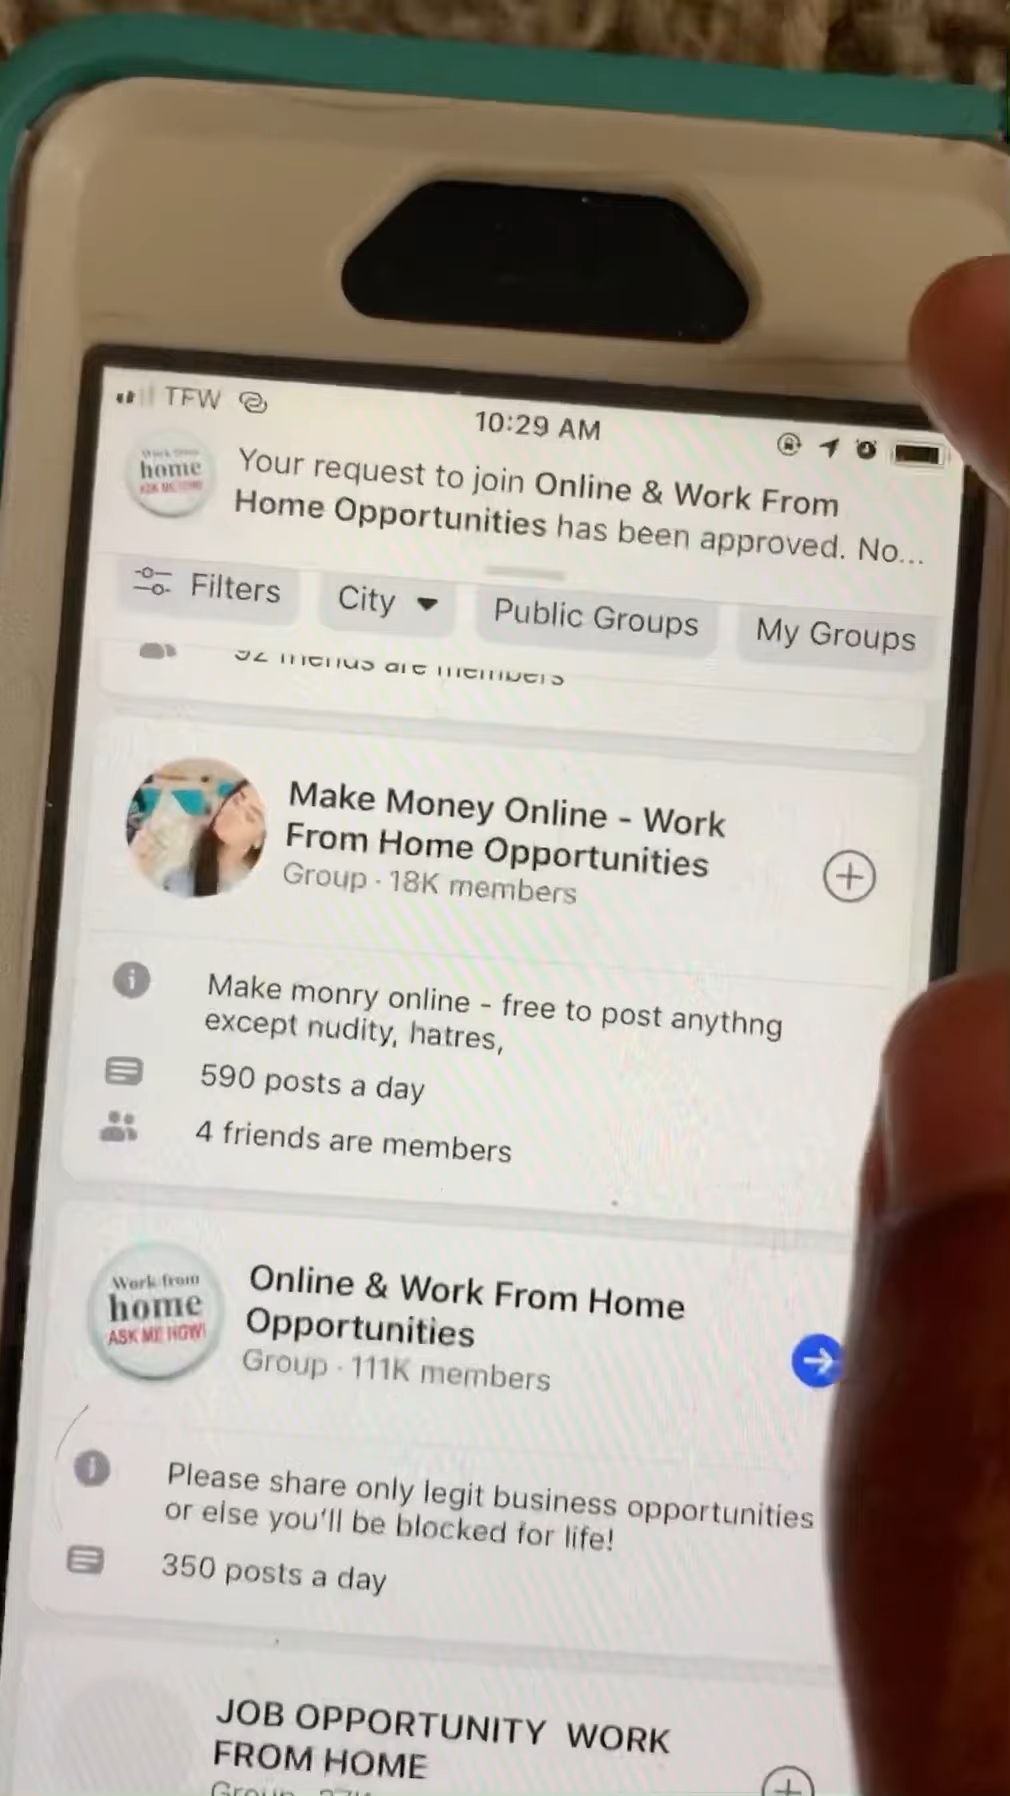 TFW
10:29 AM
Your request to join Online & Work From
Home Opportunities has been approved. No...
Work from
home
ASK ME HOW!
Filters
City
Public Groups
My Groups
friends are members
Make Money Online - Work
From Home Opportunities
Group · 18K members
Make monry online - free to post anythng
except nudity, hatres,
590 posts a day
4 friends are members
Work from
home
ASK ME HOW!
Online & Work From Home
Opportunities
Group · 111K members
Please share only legit business opportunities
or else you'll be blocked for life!
350 posts a day
JOB OPPORTUNITY WORK
FROM HOME
Group